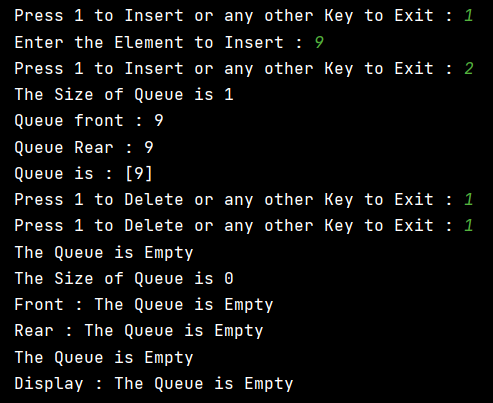 Press 1 to Insert or any other Key to Exit : 1
Enter the Element to Insert : 9
Press 1 to Insert or any other Key to Exit : 2
The Size of Queue is 1
Queue front : 9
Queue Rear : 9
Queue is : [9]
Press 1 to Delete or any other Key to Exit : 1
Press 1 to Delete or any other Key to Exit : 1
The Queue is Empty
The Size of Queue is 0
Front : The Queue is Empty
Rear : The Queue is Empty
The Queue is Empty
Display : The Queue is Empty